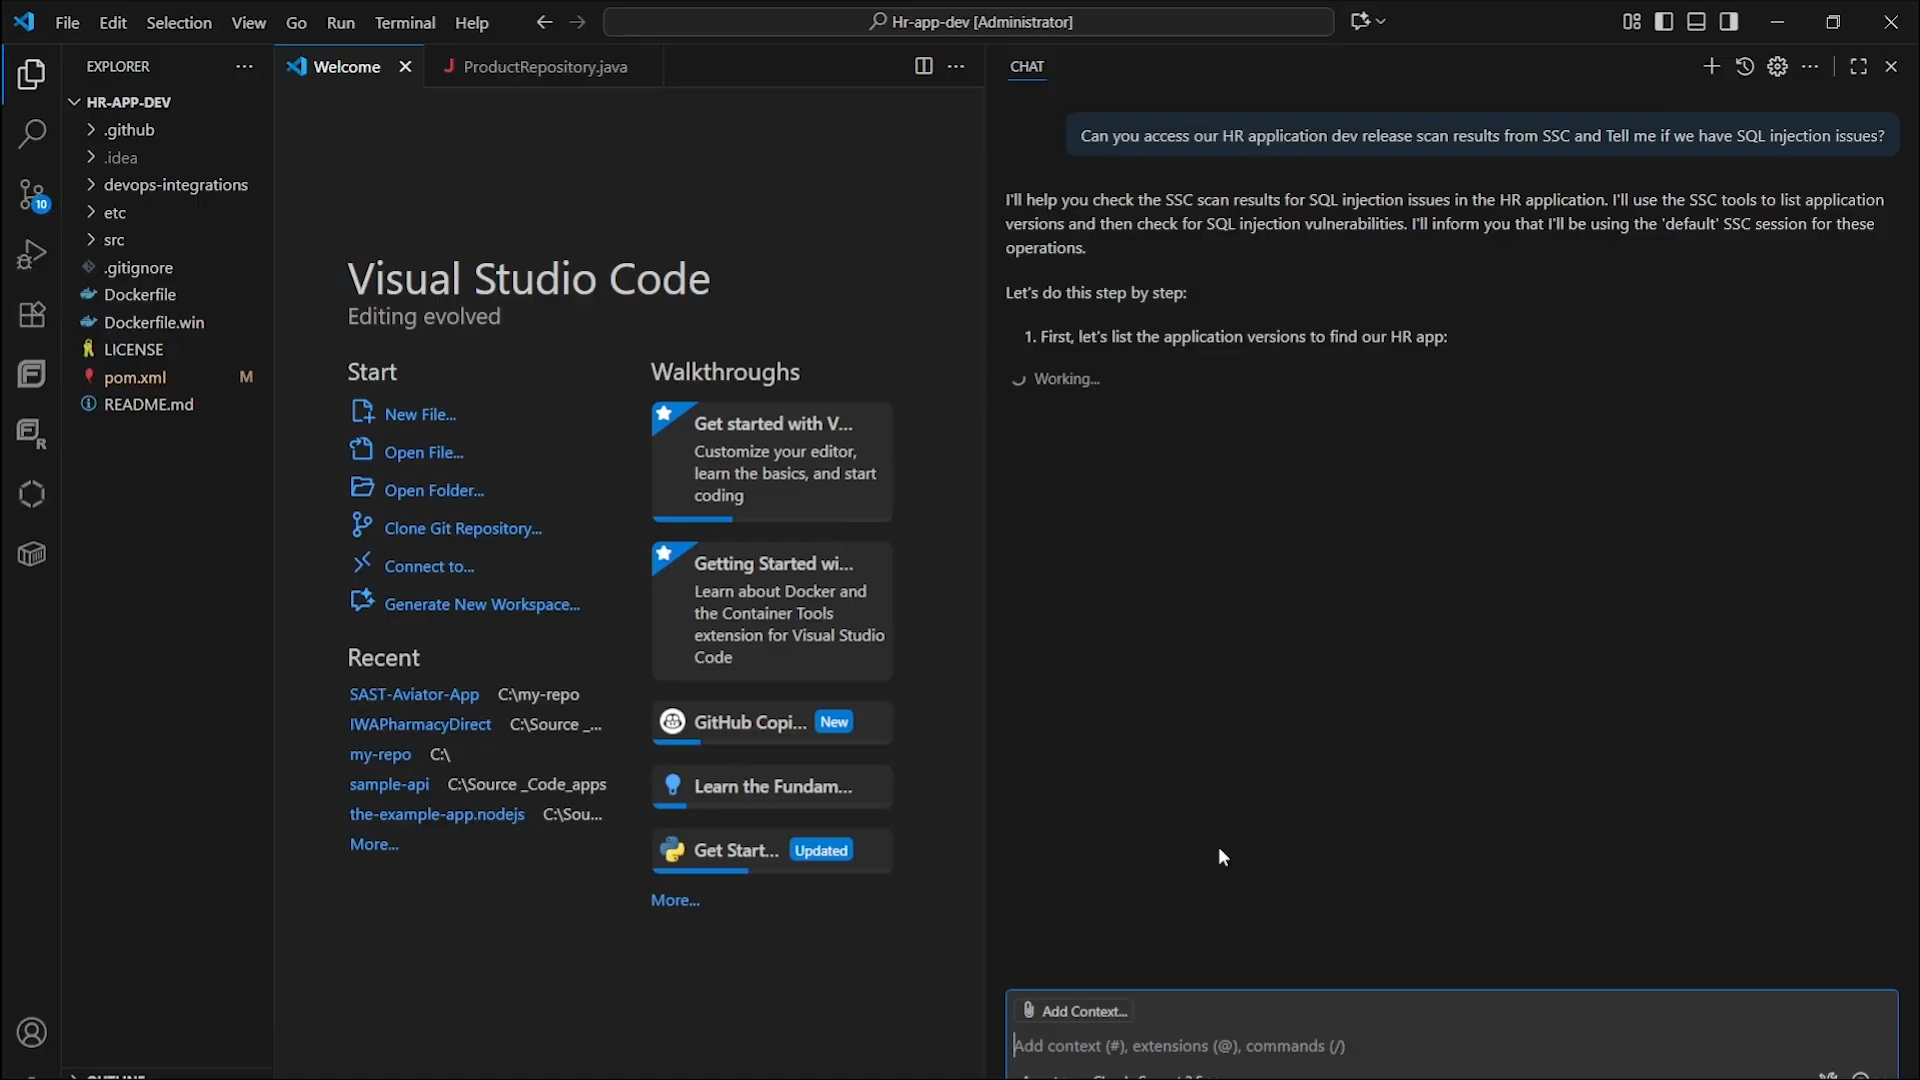 File Edit Selection View Go Run Terminal Help
Hr-app-dev [Administrator]
EXPLORER
HR-APP-DEV
.github
.idea
devops-integrations
etc
src
.gitignore
Dockerfile
Dockerfile.win
LICENSE
pom.xml M
README.md
10
R
Welcome
J ProductRepository.java
Visual Studio Code
Editing evolved
Start
New File...
Open File...
Open Folder...
Clone Git Repository...
Connect to...
Generate New Workspace...
Recent
SAST-Aviator-App C:\my-repo
IWAPharmacyDirect C:\Source _...
my-repo C:\
sample-api C:\Source _Code_apps
the-example-app.nodejs C:\Sou...
More...
Walkthroughs
Get started with V...
Customize your editor,
learn the basics, and start
coding
Getting Started wi...
Learn about Docker and
the Container Tools
extension for Visual Studio
Code
GitHub Copi... New
Learn the Fundam...
Get Start... Updated
More...
CHAT
Can you access our HR application dev release scan results from SSC and Tell me if we have SQL injection issues?
I'll help you check the SSC scan results for SQL injection issues in the HR application. I'll use the SSC tools to list application
versions and then check for SQL injection vulnerabilities. I'll inform you that I'll be using the 'default' SSC session for these
operations.
Let's do this step by step:
1. First, let's list the application versions to find our HR app:
Working...
Add Context...
Add context (#), extensions (@), commands (/)